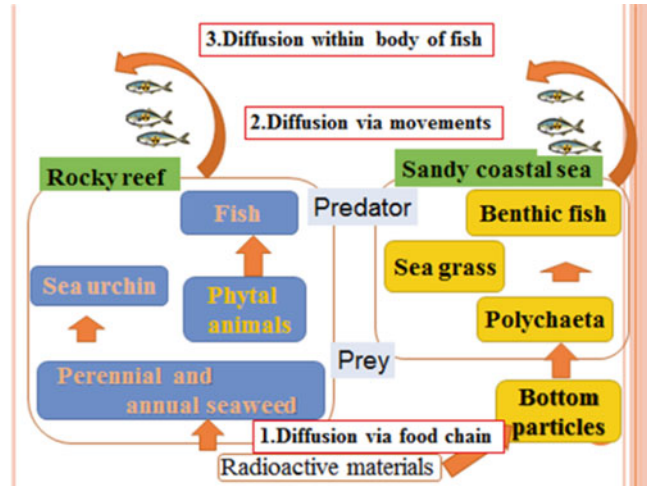 3.Diffusion within body of fish
2.Diffusion via movements
Rocky reef
Sandy coastal sea
Fish
Predator
Benthic fish
Sea grass
Sea urchin
Phytal
animals
Polychaeta
Prey
Perennial and
annual seaweed
Bottom
particles
1.Diffusion via food chain
Radioactive materials